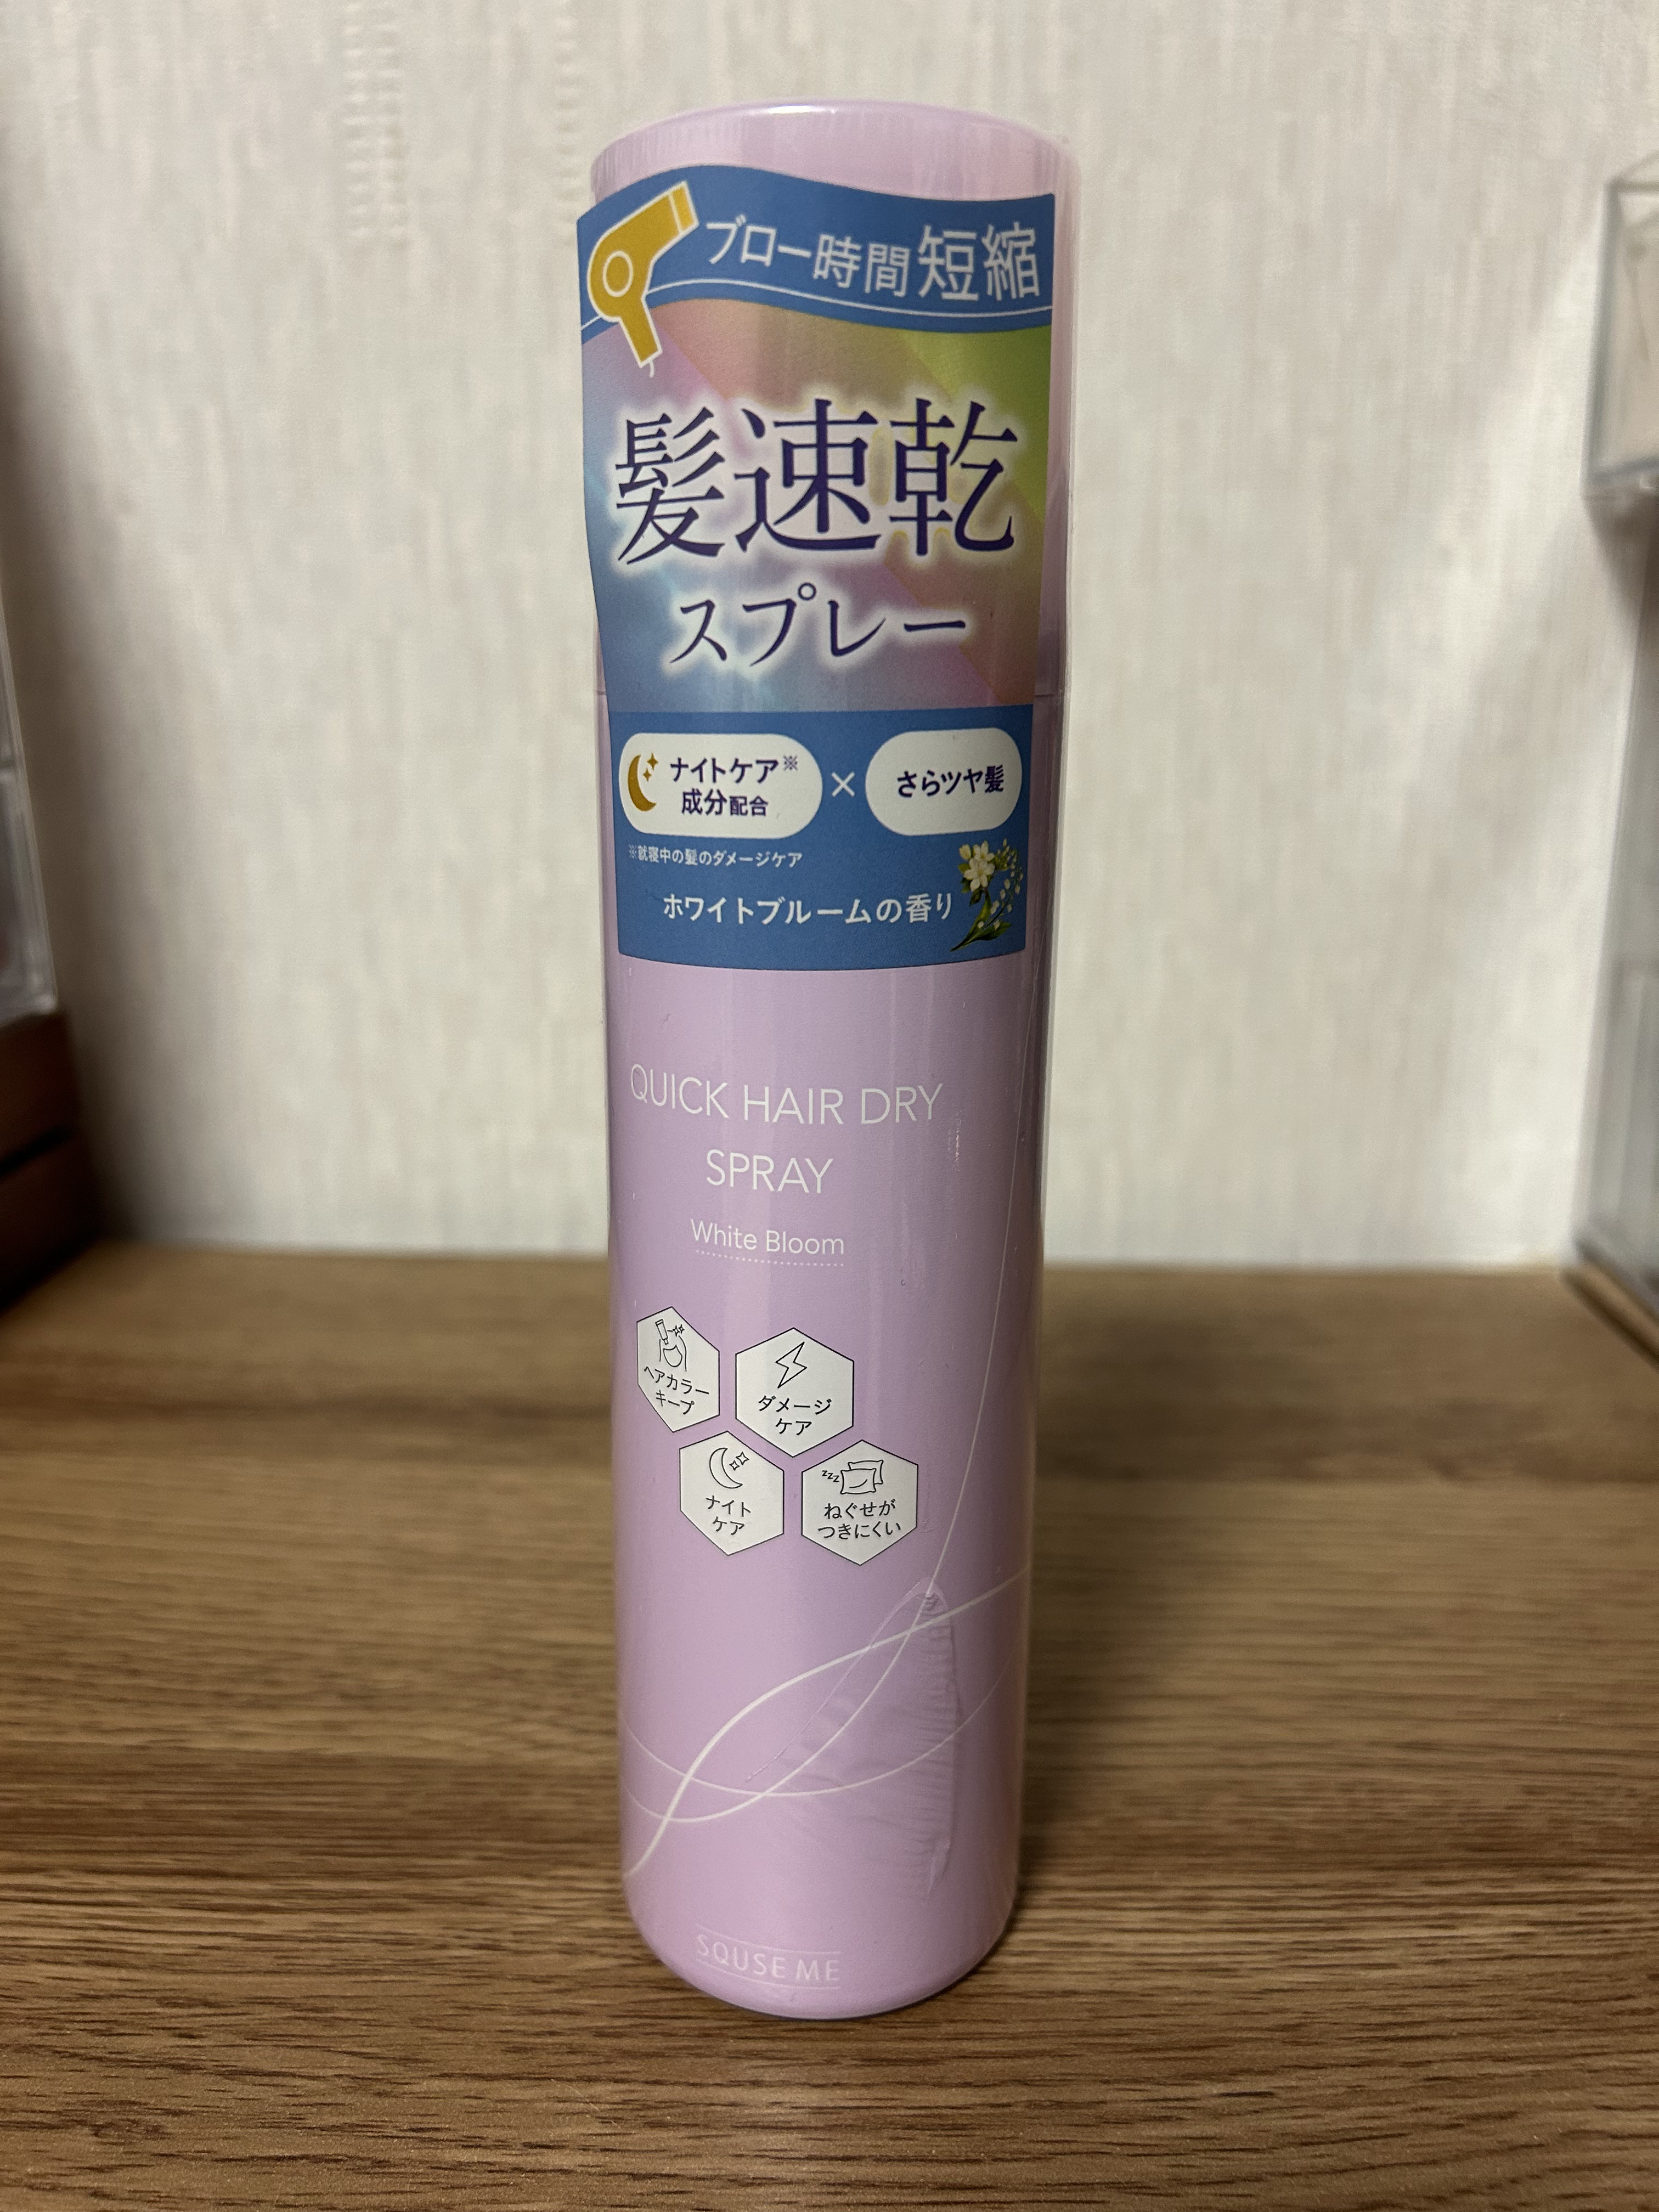 ブロー時間短縮
髪速乾
スプレー
ナイトケア※
成分配合
×
さらツヤ髪
※就寝中の髪のダメージケア
ホワイトブルームの香り
QUICK HAIR DRY
SPRAY
White Bloom
ヘアカラー
キープ
ダメージ
ケア
ナイト
ケア
zzz
ねぐせが
つきにくい
SQUSE ME